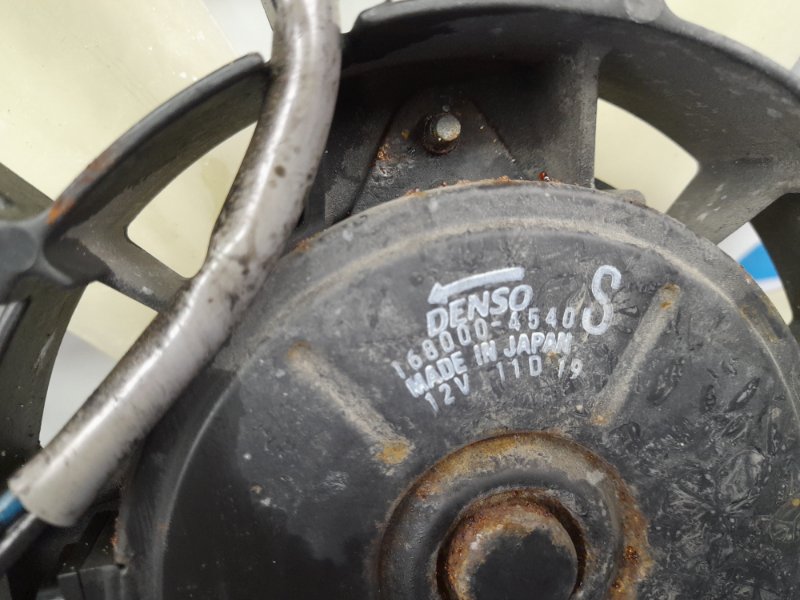 DENSO
168000-4540 S
MADE IN JAPAN
12V 11D 19